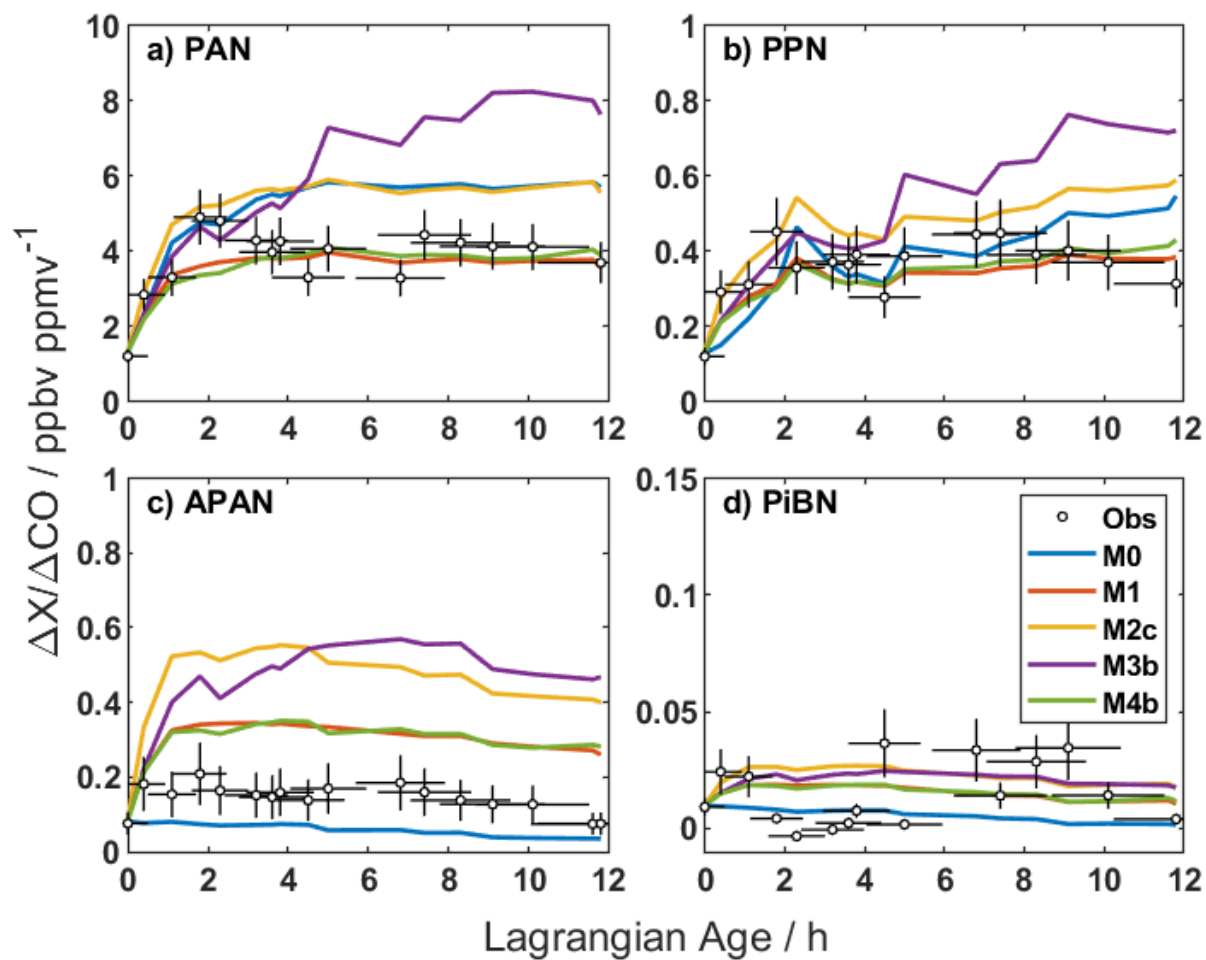 a) PAN
10
8
6
4
2
0
0 2 4 6 8 10 12
b) PPN
1
0.8
0.6
0.4
0.2
0
0 2 4 6 8 10 12
ΔX/ΔCO / ppbv ppmv⁻¹
c) APAN
1
0.8
0.6
0.4
0.2
0
0 2 4 6 8 10 12
d) PiBN
0.15
0.1
0.05
0
0 2 4 6 8 10 12
Obs
M0
M1
M2c
M3b
M4b
Lagrangian Age / h